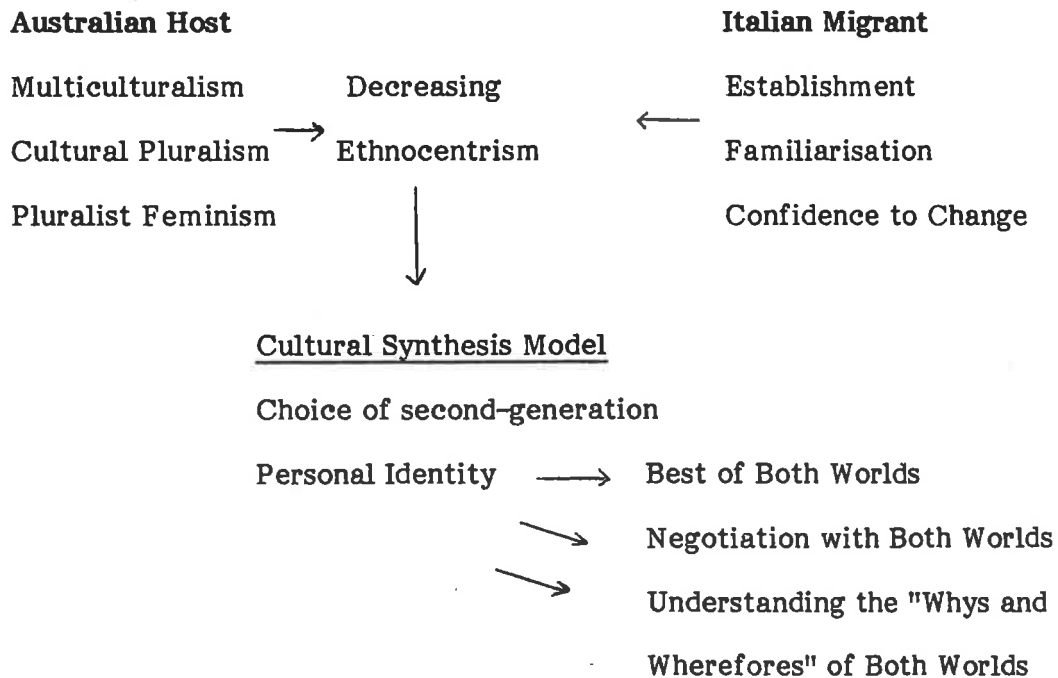 Australian Host Italian Migrant
Multiculturalism Decreasing Establishment
Cultural Pluralism Ethnocentrism Familiarisation
Pluralist Feminism Confidence to Change
Cultural Synthesis Model
Choice of second-generation
Personal Identity Best of Both Worlds
Negotiation with Both Worlds
Understanding the "Whys and
Wherefores" of Both Worlds